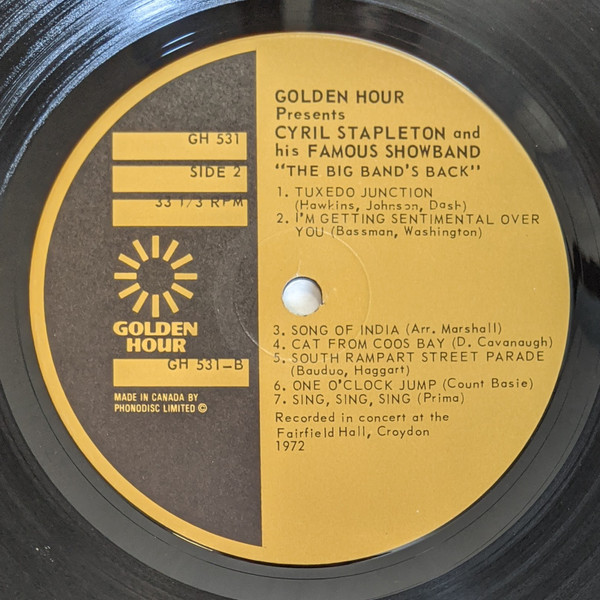 GH 531
SIDE 2
33 1/3 RPM
GOLDEN
HOUR
GH 531-B
MADE IN CANADA BY
PHONODISC LIMITED ©
GOLDEN HOUR
Presents
CYRIL STAPLETON and
his FAMOUS SHOWBAND
"THE BIG BAND'S BACK"
1. TUXEDO JUNCTION
(Hawkins, Johnson, Dash)
2. I'M GETTING SENTIMENTAL OVER
YOU (Bassman, Washington)
3. SONG OF INDIA (Arr. Marshall)
4. CAT FROM COOS BAY (D. Cavanaugh)
5. SOUTH RAMPART STREET PARADE
(Bauduo, Haggart)
6. ONE O'CLOCK JUMP (Count Basie)
7. SING, SING, SING (Prima)
Recorded in concert at the
Fairfield Hall, Croydon
1972